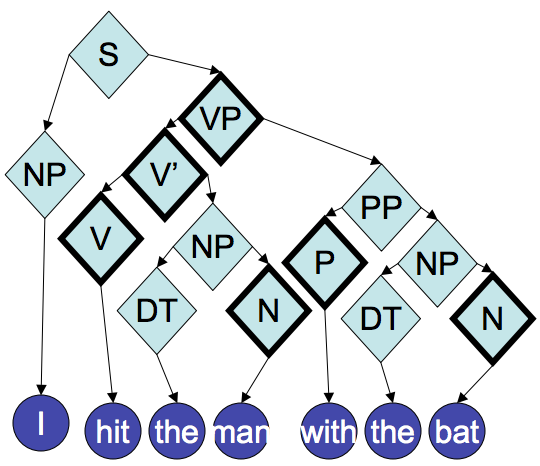 S
VP
NP
V’
PP
V
NP
P
NP
DT
N
DT
N
I
hit
the
man
with
the
bat